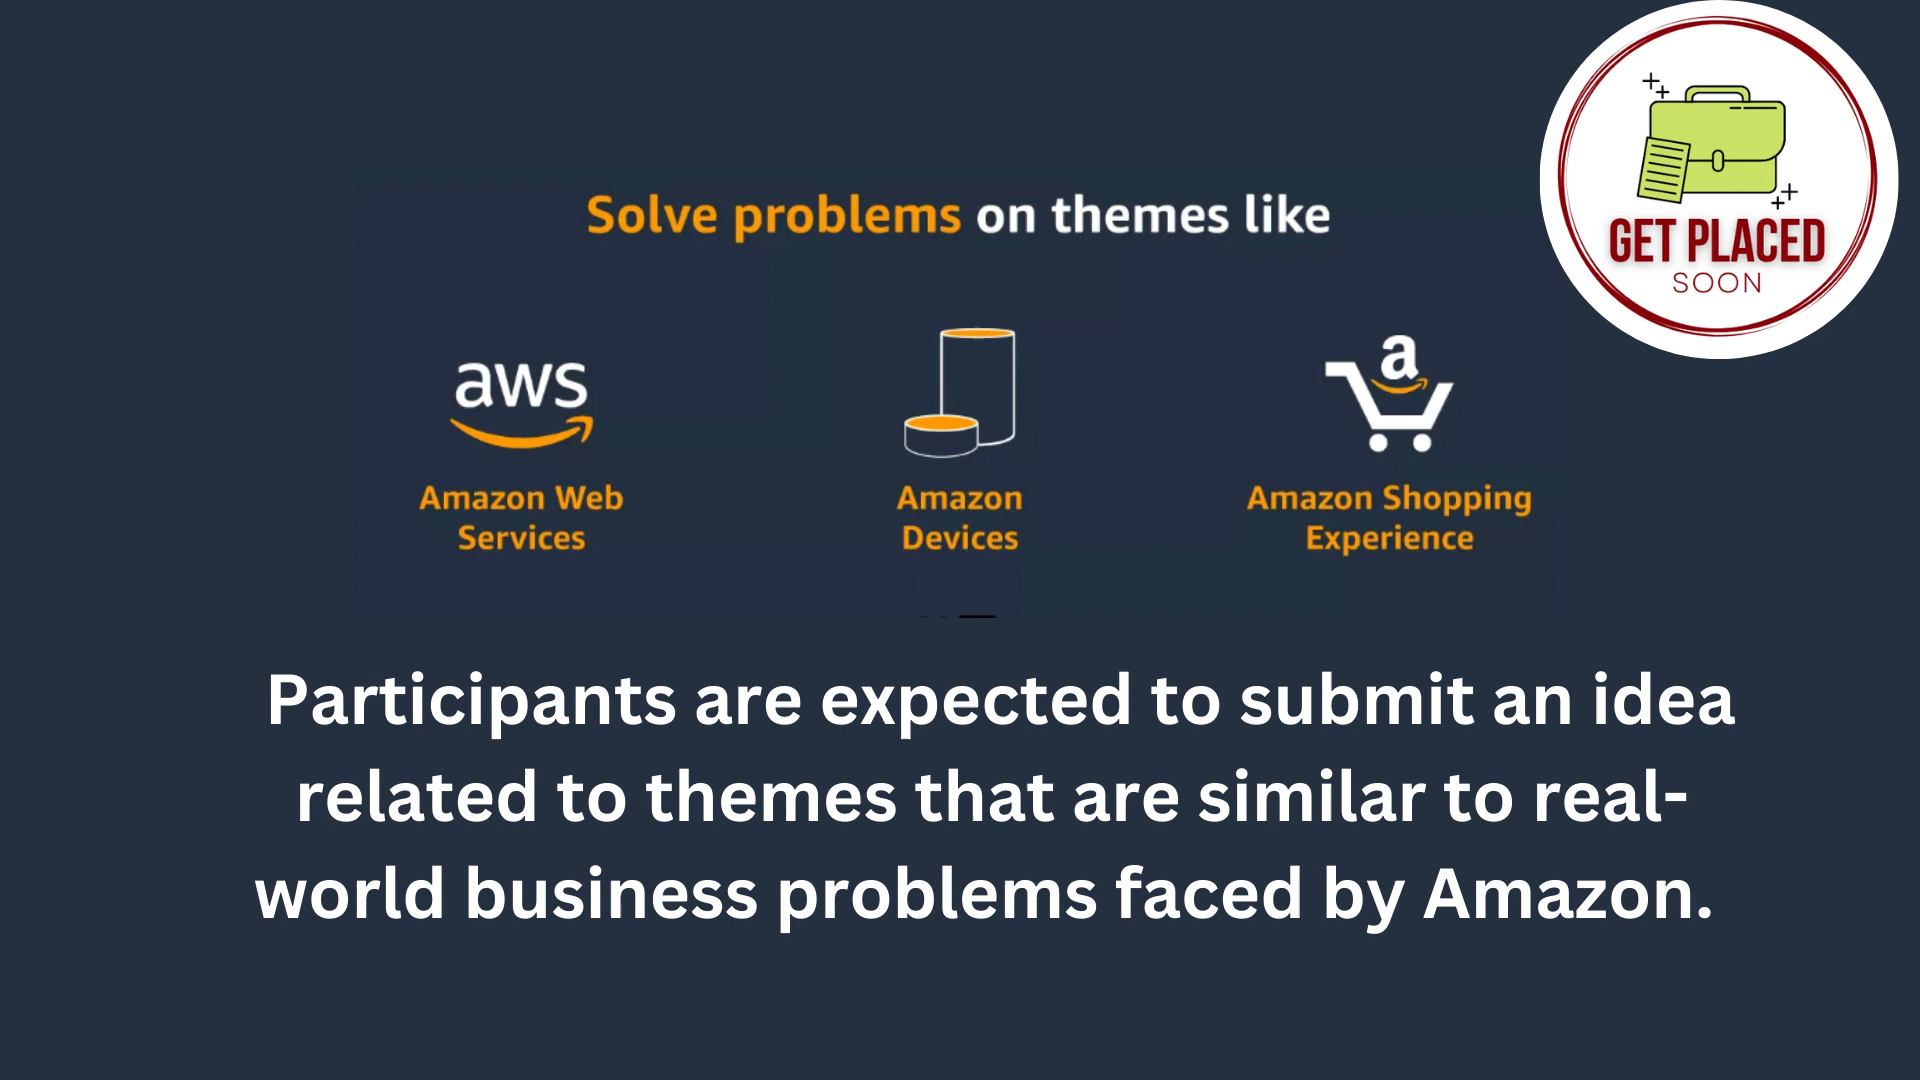 GET PLACED
SOON
Solve problems on themes like
aws
a
Amazon Web
Services
Amazon
Devices
Amazon Shopping
Experience
Participants are expected to submit an idea
related to themes that are similar to real-
world business problems faced by Amazon.